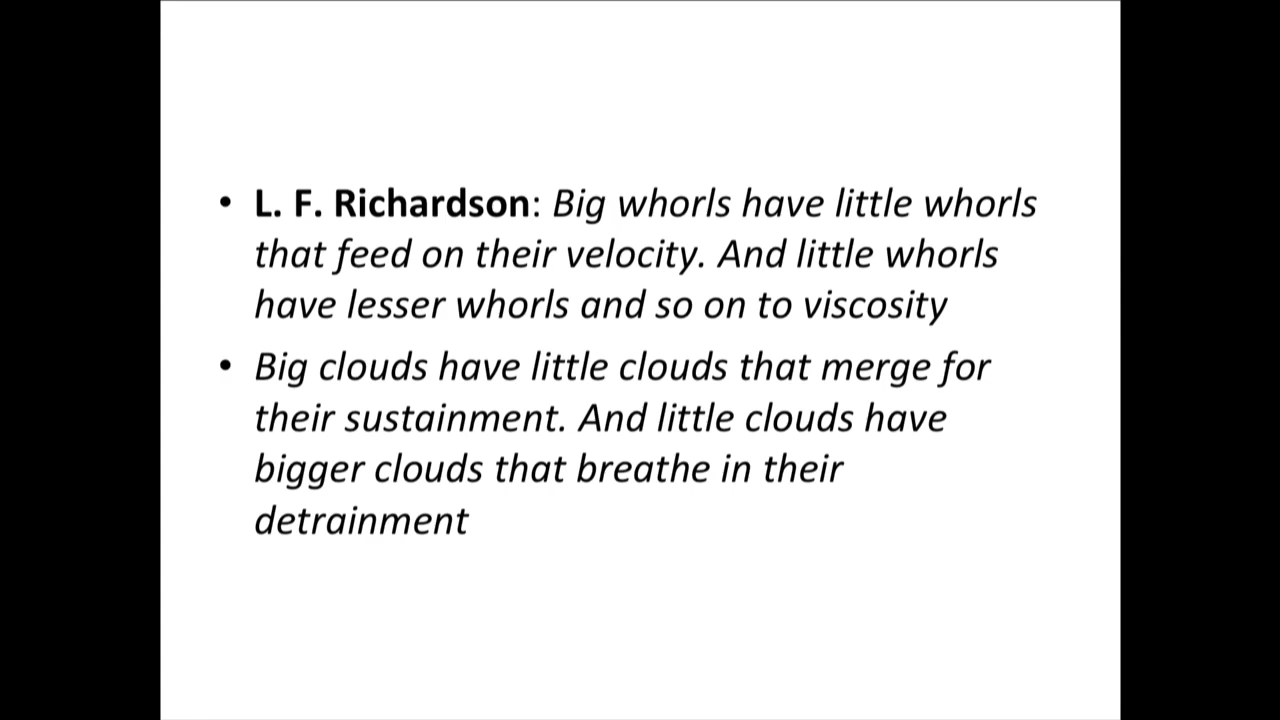 • L. F. Richardson: Big whorls have little whorls
that feed on their velocity. And little whorls
have lesser whorls and so on to viscosity
• Big clouds have little clouds that merge for
their sustainment. And little clouds have
bigger clouds that breathe in their
detrainment